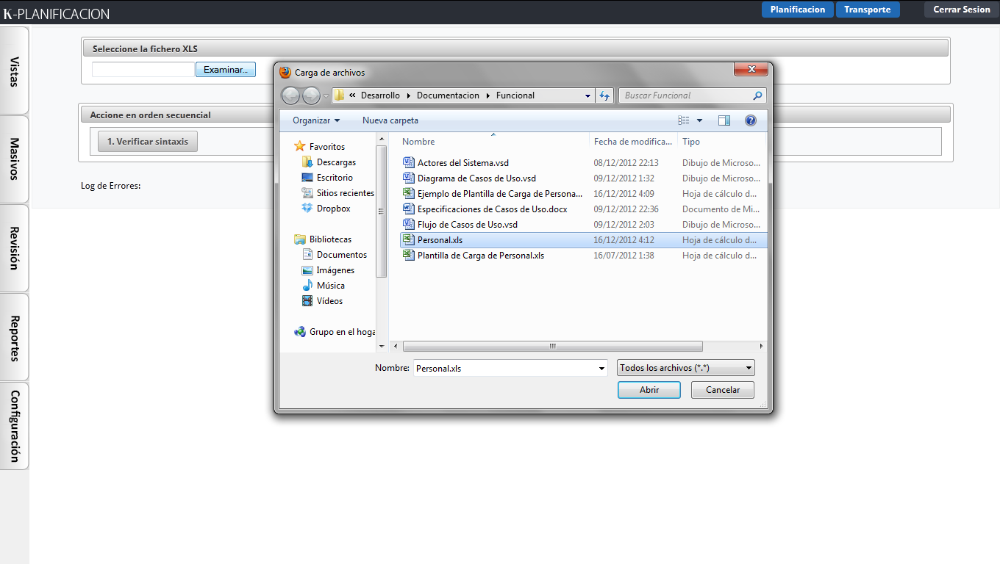 K-PLANIFICACION
Planificacion
Transporte
Cerrar Sesion
Vistas
Masivos
Revisión
Reportes
Configuración
Seleccione la fichero XLS
Examinar...
Accione en orden secuencial
1. Verificar sintaxis
Log de Errores:
Carga de archivos
« Desarrollo Documentacion Funcional
Buscar Funcional
Organizar
Nueva carpeta
Favoritos
Descargas
Escritorio
Sitios recientes
Dropbox
Bibliotecas
Documentos
Imágenes
Música
Vídeos
Grupo en el hoga
Nombre Fecha de modifica... Tipo
Actores del Sistema.vsd 08/12/2012 22:13 Dibujo de Microso...
Diagrama de Casos de Uso.vsd 09/12/2012 1:32 Dibujo de Microso...
Ejemplo de Plantilla de Carga de Persona... 16/12/2012 4:09 Hoja de cálculo d...
Especificaciones de Casos de Uso.docx 09/12/2012 22:36 Documento de Mi...
Flujo de Casos de Uso.vsd 09/12/2012 2:03 Dibujo de Microso...
Personal.xls 16/12/2012 4:12 Hoja de cálculo d...
Plantilla de Carga de Personal.xls 16/07/2012 1:38 Hoja de cálculo d...
Nombre: Personal.xls
Todos los archivos (*.*)
Abrir
Cancelar